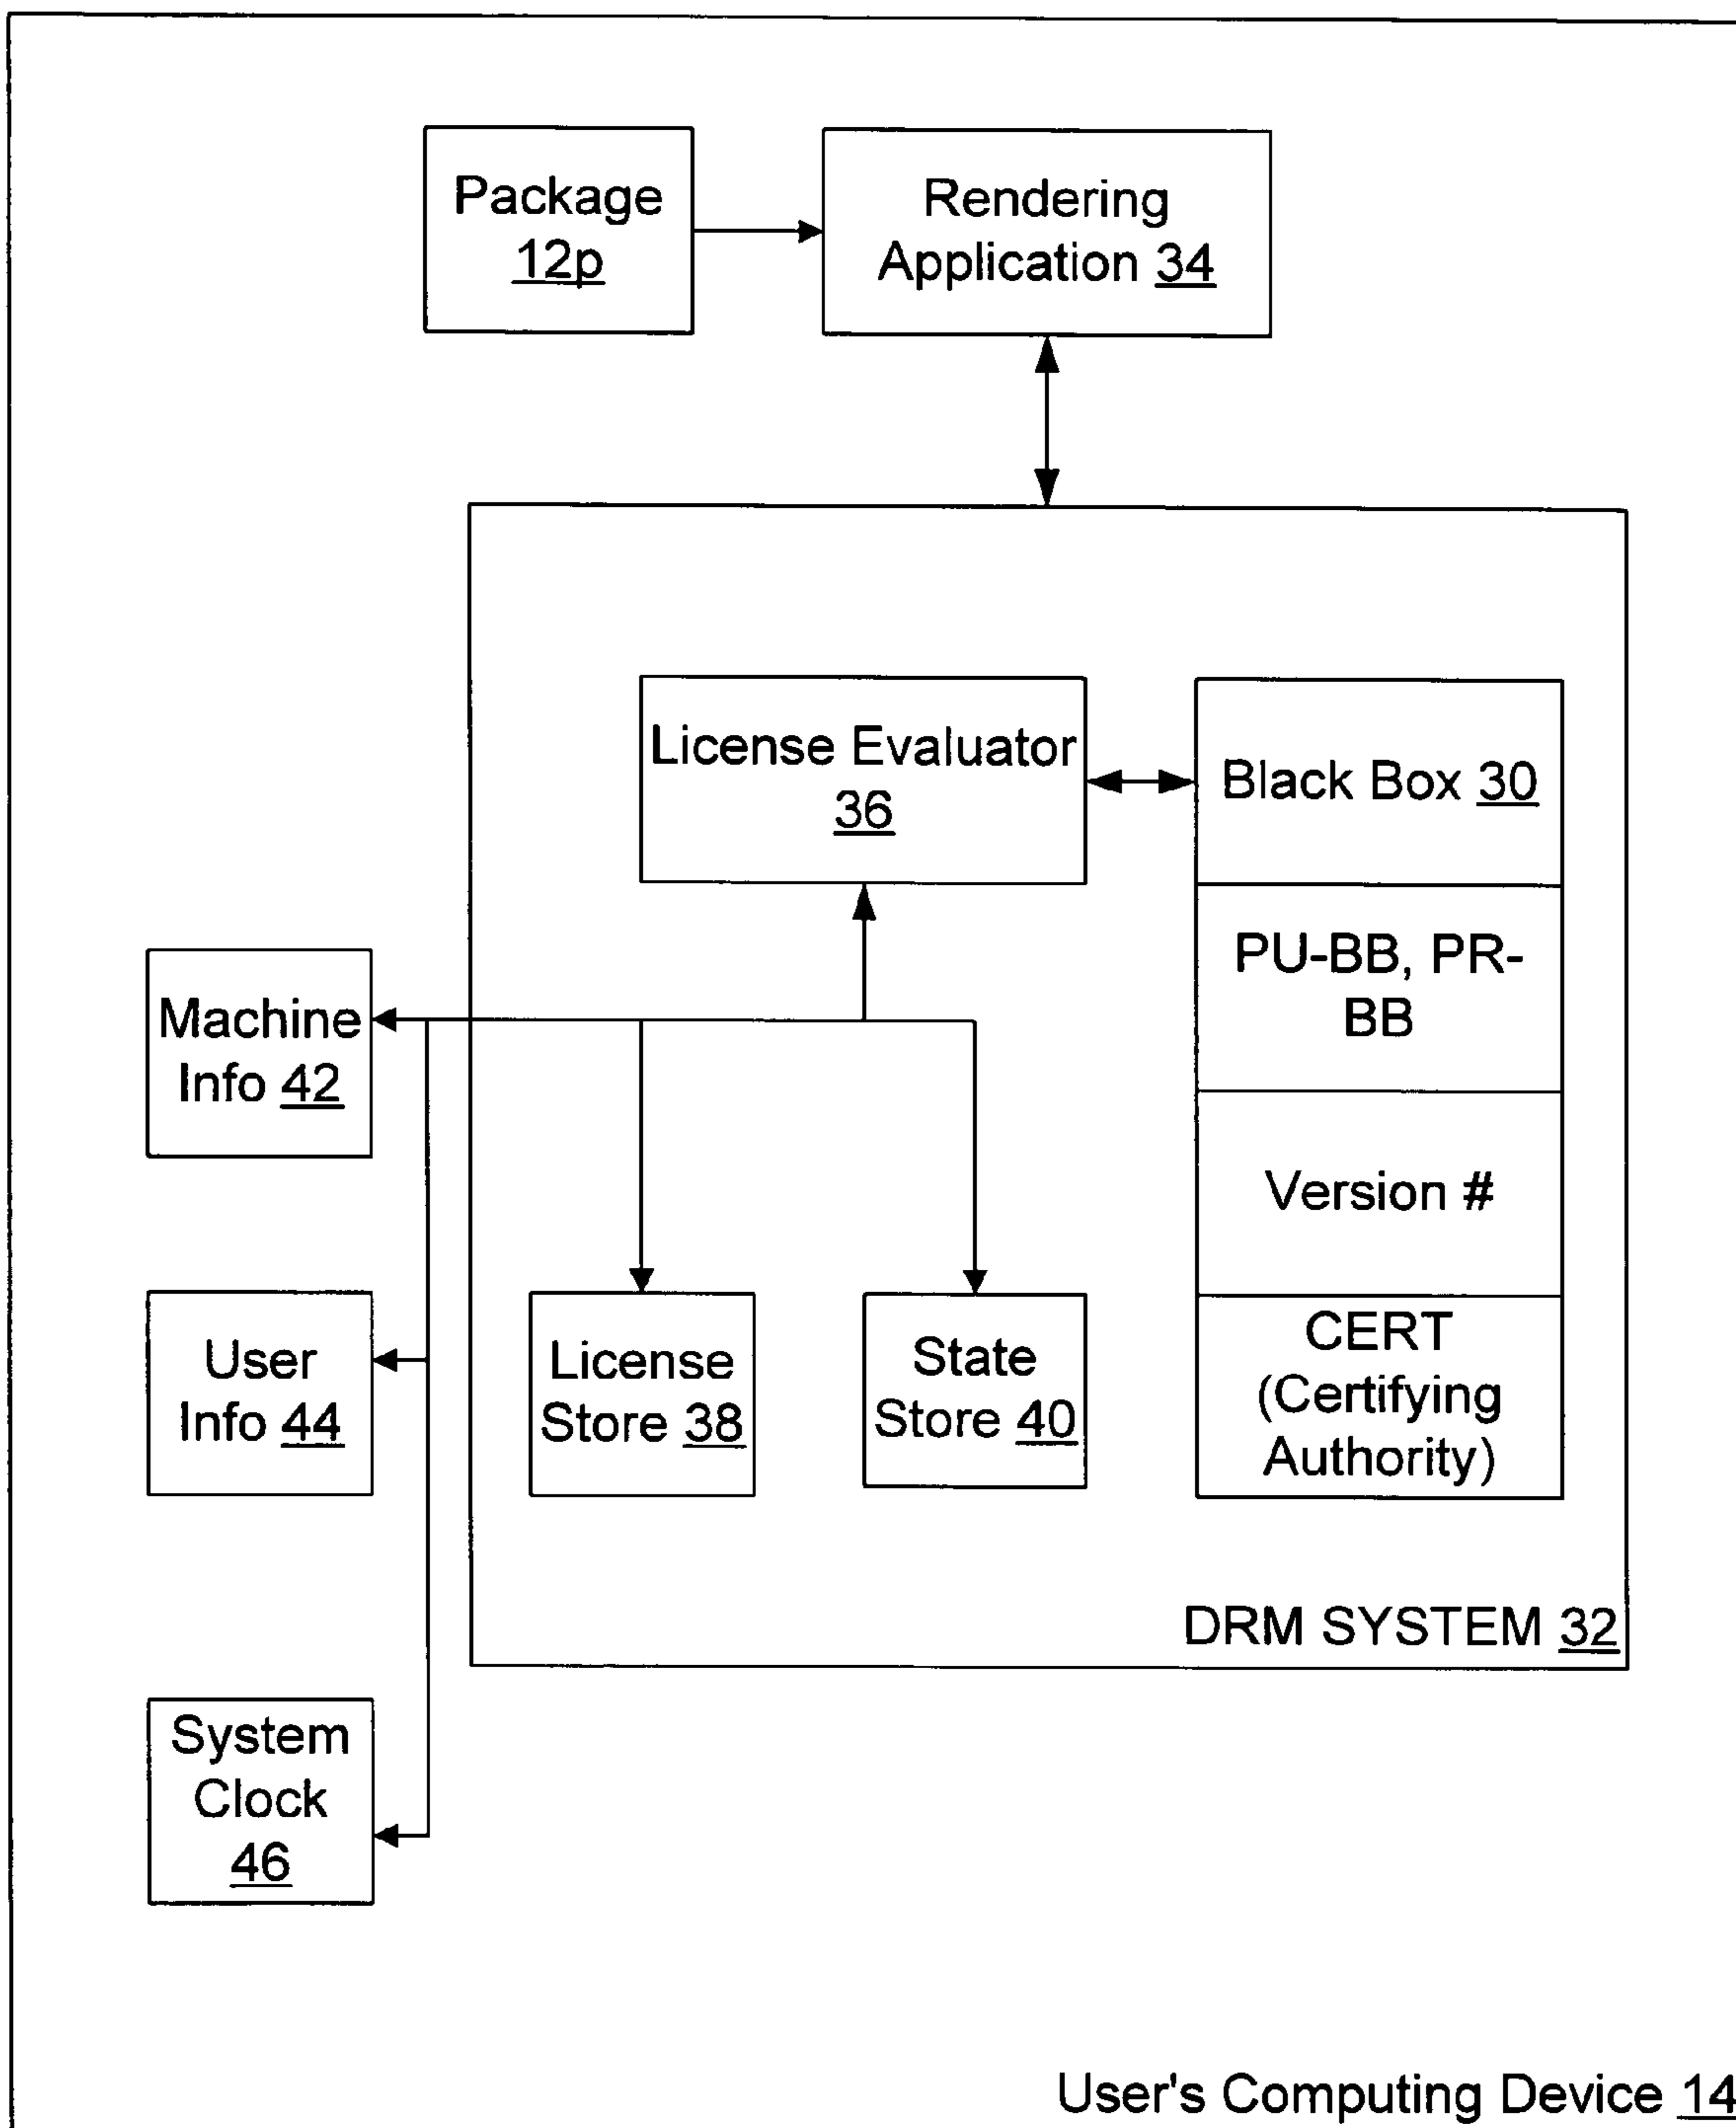 Package
12p
Rendering
Application 34
License Evaluator
36
Black Box 30
PU-BB, PR-
BB
Machine
Info 42
Version #
User
Info 44
License
Store 38
State
Store 40
CERT
(Certifying
Authority)
DRM SYSTEM 32
System
Clock
46
User's Computing Device 14